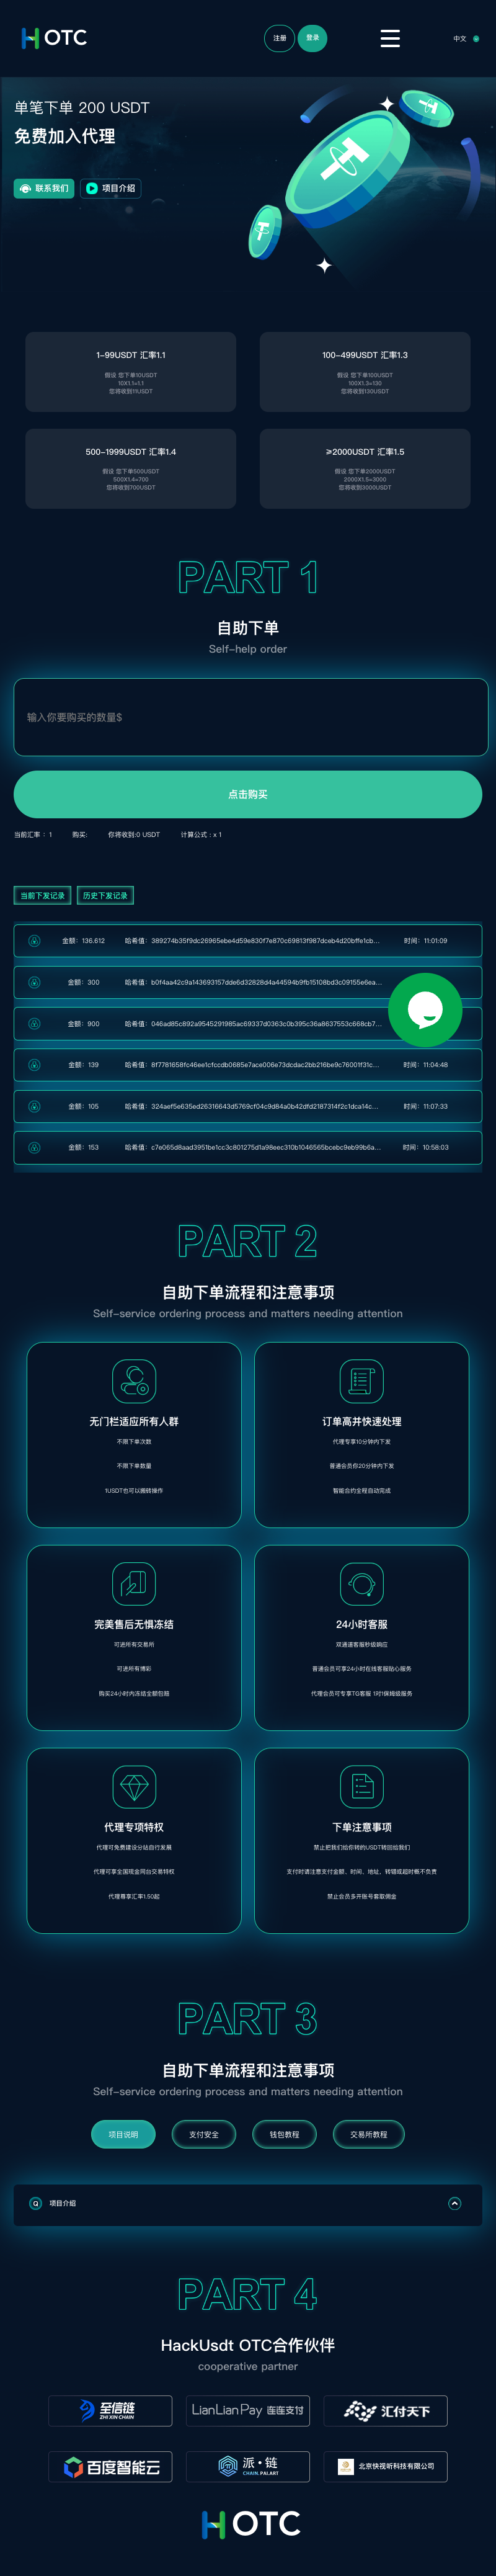 OTC
注册
登录
中文
单笔下单 200 USDT
免费加入代理
联系我们
项目介绍
1-99USDT 汇率1.1
假设 您下单10USDT
10X1.1=1.1
您将收到11USDT
100-499USDT 汇率1.3
假设 您下单100USDT
100X1.3=130
您将收到130USDT
500-1999USDT 汇率1.4
假设 您下单500USDT
500X1.4=700
您将收到700USDT
≥2000USDT 汇率1.5
假设 您下单2000USDT
2000X1.5=3000
您将收到3000USDT
PART 1
自助下单
Self-help order
输入你要购买的数量$
点击购买
当前汇率 : 1 购买: 你将收到:0 USDT 计算公式 : x 1
当前下发记录
历史下发记录
金额: 136.612 哈希值: 389274b35f9dc26965ebe4d59e830f7e870c69813f987dceb4d20bffe1cb... 时间: 11:01:09
金额: 300 哈希值: b0f4aa42c9a143693157dde6d32828d4a44594b9fb15108bd3c09155e6ea...
金额: 900 哈希值: 046ad85c892a9545291985ac69337d0363c0b395c36a8637553c668cb7...
金额: 139 哈希值: 8f7781658fc46ee1cfccdb0685e7ace006e73dcdac2bb216be9c76001f31c... 时间: 11:04:48
金额: 105 哈希值: 324aef5e635ed26316643d5769cf04c9d84a0b42dfd2187314f2c1dca14c... 时间: 11:07:33
金额: 153 哈希值: c7e065d8aad3951be1cc3c801275d1a98eec310b1046565bcebc9eb99b6a... 时间: 10:58:03
PART 2
自助下单流程和注意事项
Self-service ordering process and matters needing attention
无门栏适应所有人群
不限下单次数
不限下单数量
1USDT也可以搬砖操作
订单高并快速处理
代理专享10分钟内下发
普通会员你20分钟内下发
智能合约全程自动完成
完美售后无惧冻结
可进所有交易所
可进所有博彩
购买24小时内冻结全额包赔
24小时客服
双通道客服秒级响应
普通会员可享24小时在线客服贴心服务
代理会员可专享TG客服 1对1保姆级服务
代理专项特权
代理可免费建设分站自行发展
代理可享全国现金同台交易特权
代理尊享汇率1.50起
下单注意事项
禁止把我们给你转的USDT转回给我们
支付时请注意支付金额、时间、地址, 转错或超时概不负责
禁止会员多开账号套取佣金
PART 3
自助下单流程和注意事项
Self-service ordering process and matters needing attention
项目说明
支付安全
钱包教程
交易所教程
Q 项目介绍
PART 4
HackUsdt OTC合作伙伴
cooperative partner
至信链
ZHI XIN CHAIN
LianLianPay 连连支付
汇付天下
百度智能云
派·链
CHAIN.PALART
北京快视听科技有限公司
OTC